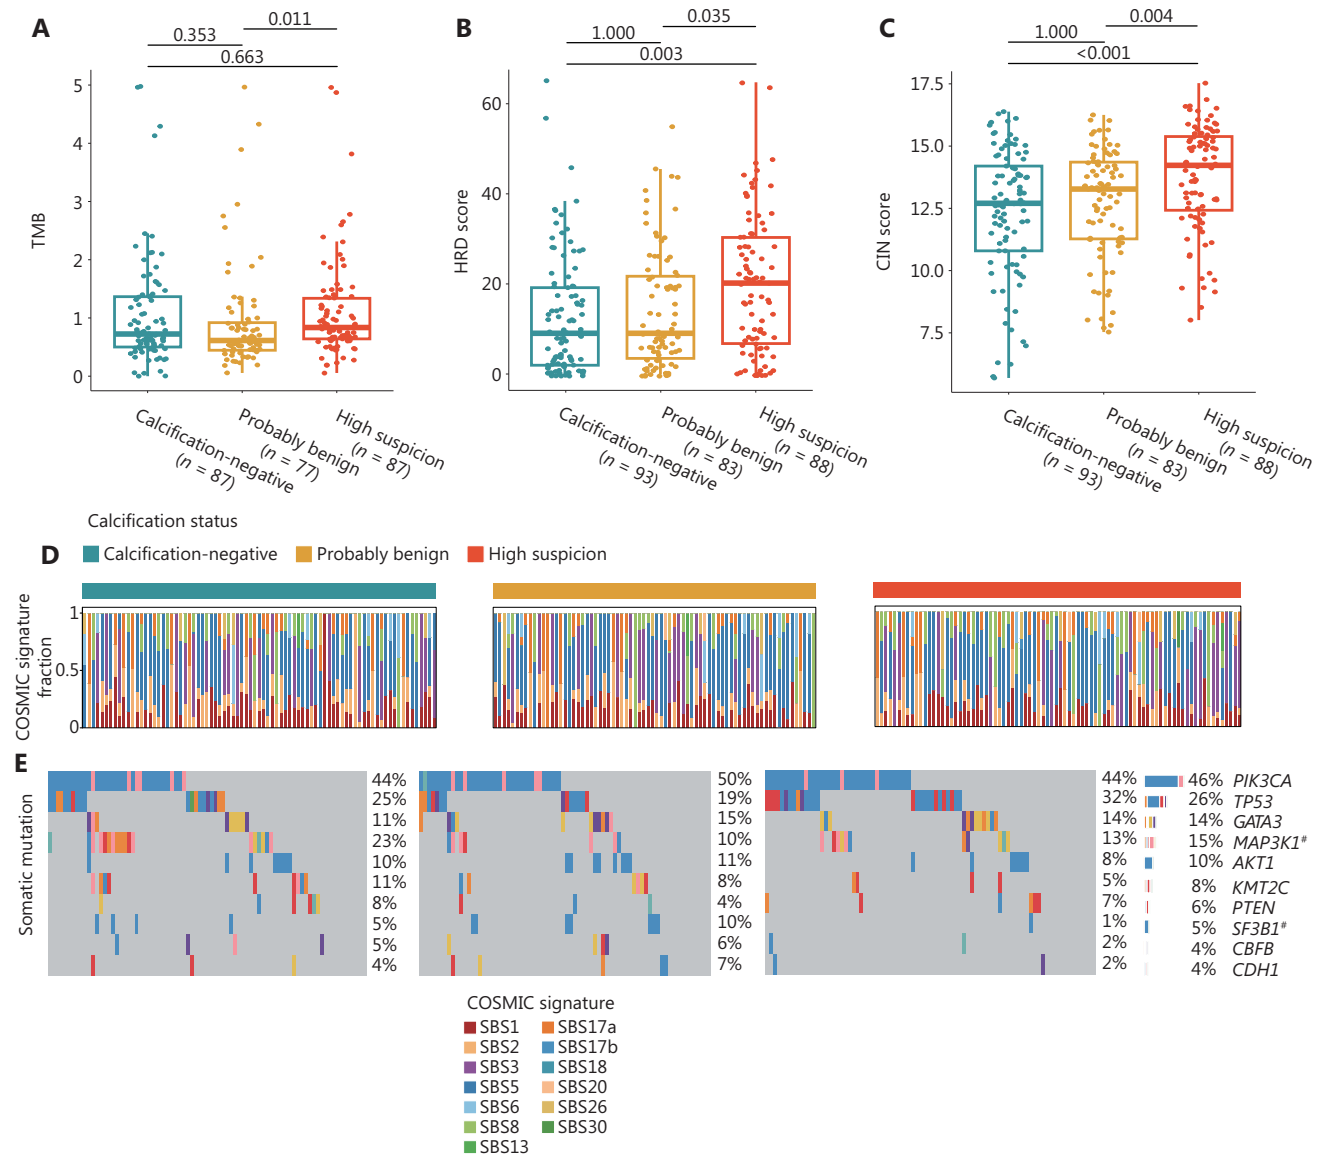 A
0.353
0.011
0.663
TMB
5
4
3
2
1
0
Calcification-negative
(n = 87)
Probably benign
(n = 77)
High suspicion
(n = 87)
B
1.000
0.035
0.003
HRD score
60
40
20
0
Calcification-negative
(n = 93)
Probably benign
(n = 83)
High suspicion
(n = 88)
C
1.000
0.004
<0.001
CIN score
17.5
15.0
12.5
10.0
7.5
Calcification-negative
(n = 93)
Probably benign
(n = 83)
High suspicion
(n = 88)
Calcification status
D
Calcification-negative
Probably benign
High suspicion
COSMIC signature
fraction
1
0.5
0
E
Somatic mutation
44% 50% 44% 46% PIK3CA
25% 19% 32% 26% TP53
11% 15% 14% 14% GATA3
23% 10% 13% 15% MAP3K1#
10% 11% 8% 10% AKT1
11% 8% 5% 8% KMT2C
8% 4% 7% 6% PTEN
5% 10% 1% 5% SF3B1#
5% 6% 2% 4% CBFB
4% 7% 2% 4% CDH1
COSMIC signature
SBS1 SBS17a
SBS2 SBS17b
SBS3 SBS18
SBS5 SBS20
SBS6 SBS26
SBS8 SBS30
SBS13